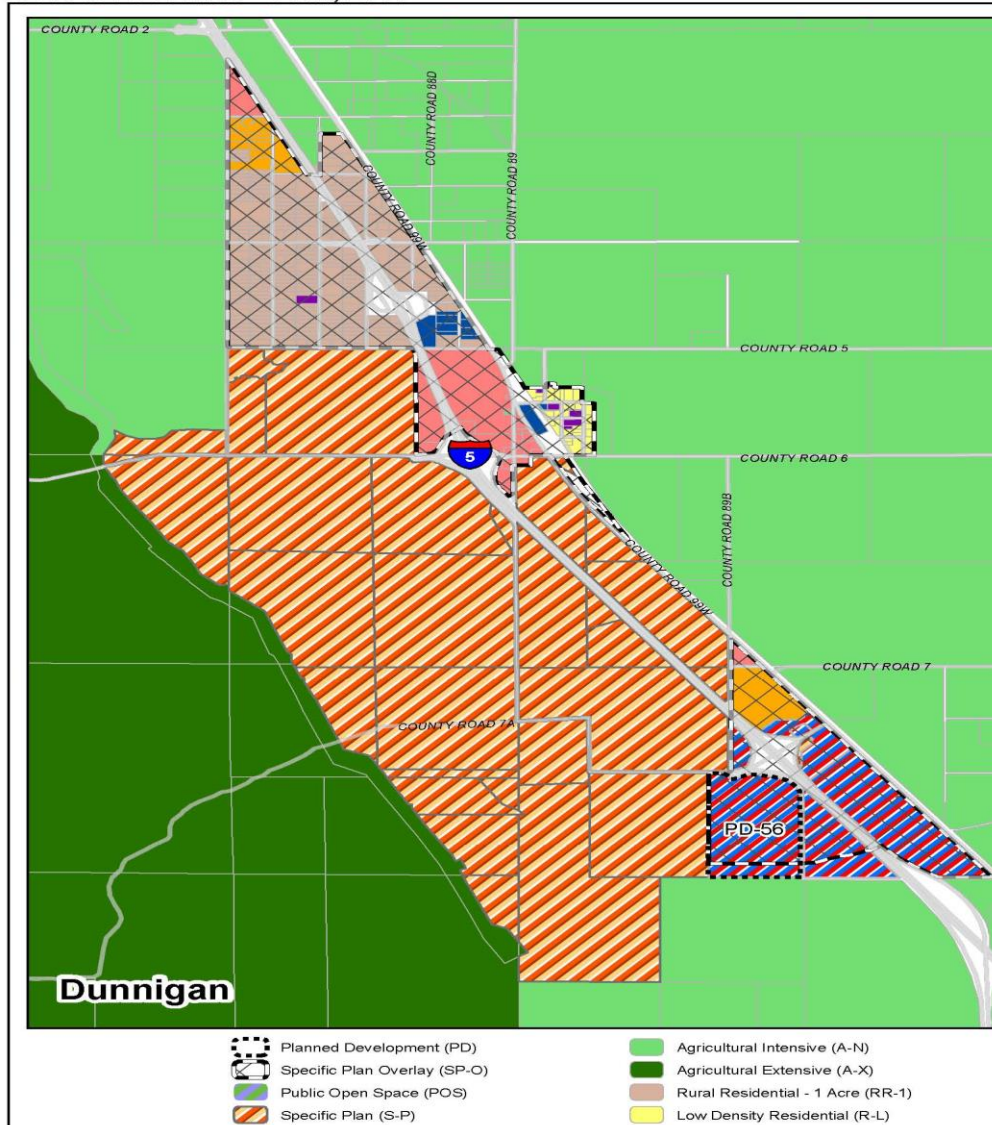 COUNTY ROAD 2
COUNTY ROAD 88D
COUNTY ROAD 89
COUNTY ROAD 99W
COUNTY ROAD 5
5
COUNTY ROAD 6
COUNTY ROAD 89B
COUNTY ROAD 99W
COUNTY ROAD 7
COUNTY ROAD 7A
PD-56
Dunnigan
Planned Development (PD)
Specific Plan Overlay (SP-O)
Public Open Space (POS)
Specific Plan (S-P)
Agricultural Intensive (A-N)
Agricultural Extensive (A-X)
Rural Residential - 1 Acre (RR-1)
Low Density Residential (R-L)